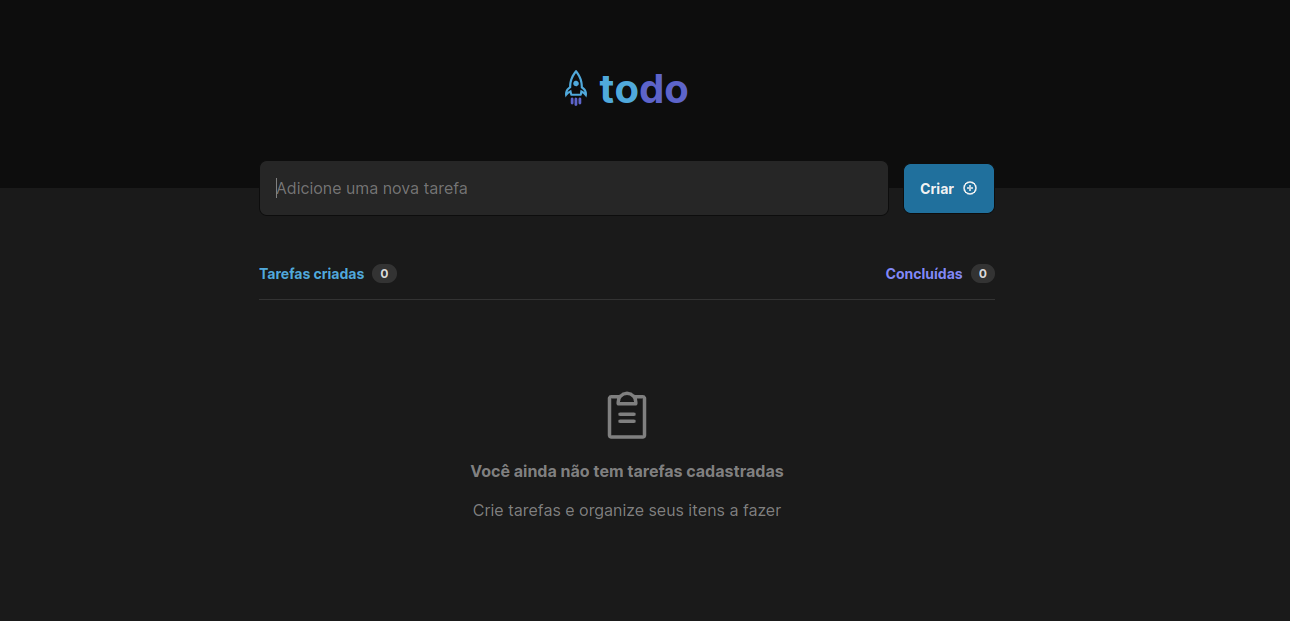 todo
Adicione uma nova tarefa
Criar
Tarefas criadas 0
Concluídas 0
Você ainda não tem tarefas cadastradas
Crie tarefas e organize seus itens a fazer